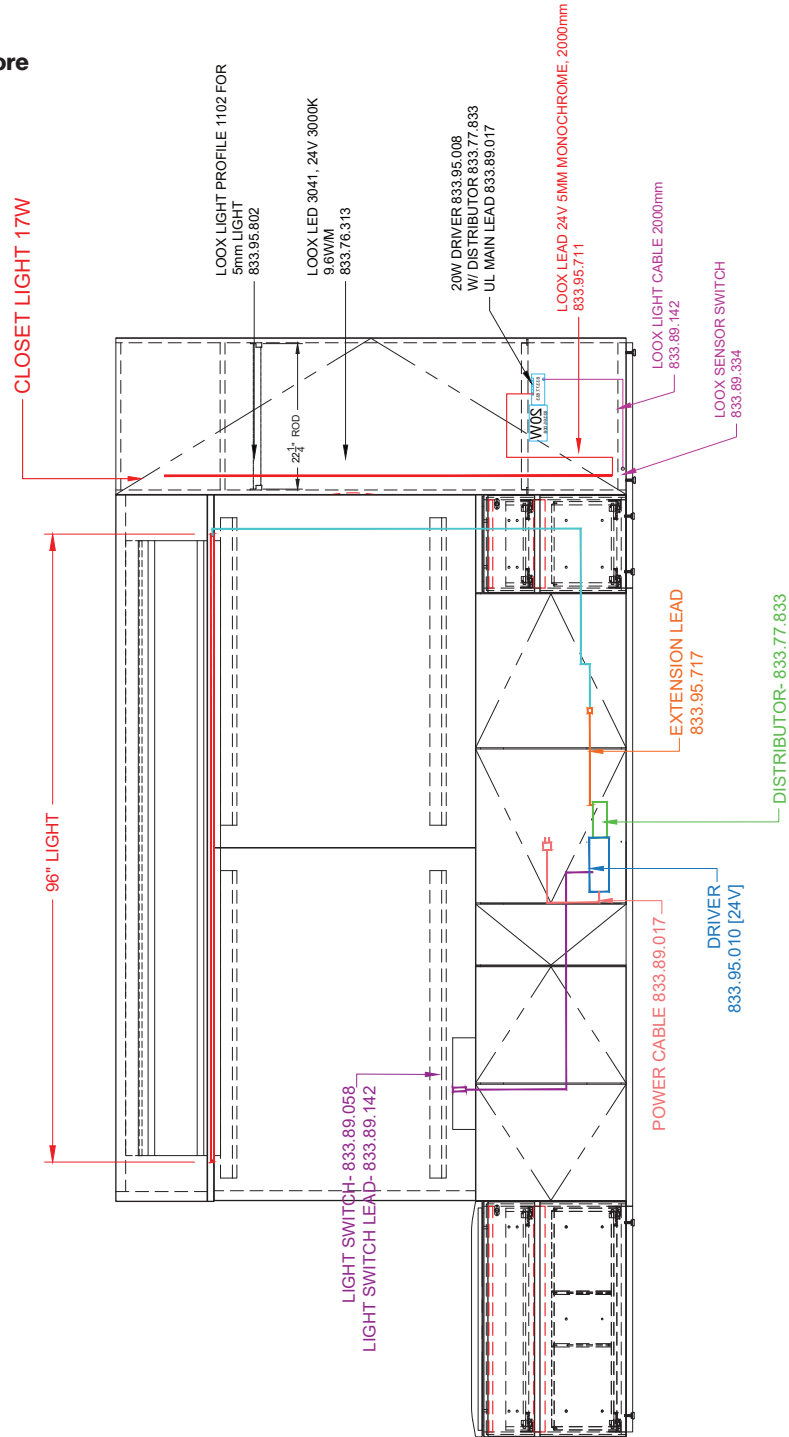 ore
CLOSET LIGHT 17W
LOOX LIGHT PROFILE 1102 FOR
5mm LIGHT
833.95.802
LOOX LED 3041, 24V 3000K
9.6W/M
833.76.313
20W DRIVER 833.95.008
W/ DISTRIBUTOR 833.77.833
UL MAIN LEAD 833.89.017
LOOX LEAD 24V 5MM MONOCHROME, 2000mm
833.95.711
LOOX LIGHT CABLE 2000mm
833.89.142
LOOX SENSOR SWITCH
833.89.334
22 1/4" ROD
20W
96" LIGHT
EXTENSION LEAD
833.95.717
DISTRIBUTOR- 833.77.833
DRIVER
833.95.010 [24V]
POWER CABLE 833.89.017
LIGHT SWITCH- 833.89.058
LIGHT SWITCH LEAD- 833.89.142